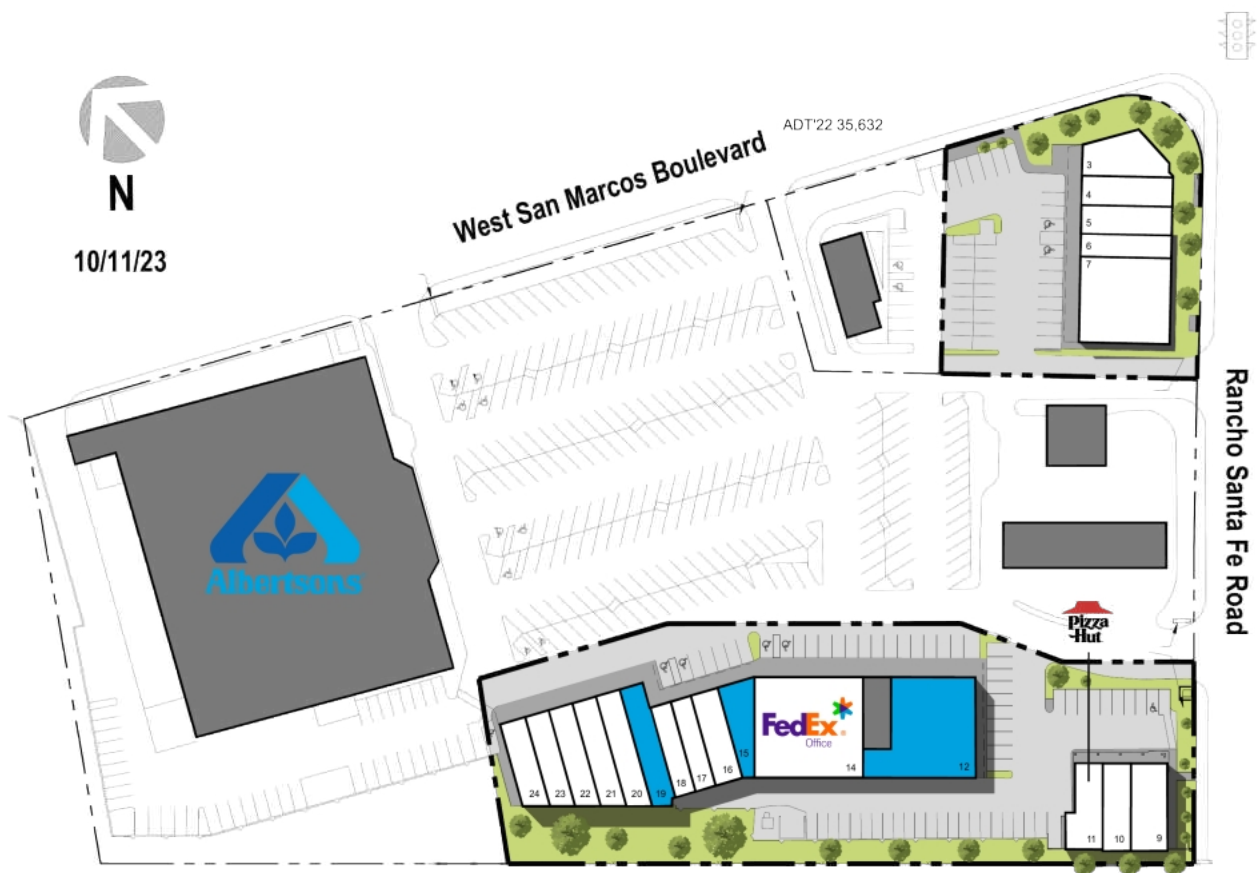 N
10/11/23
West San Marcos Boulevard
ADT'22 35,632
3
4
5
6
7
Rancho Santa Fe Road
Albertsons
Pizza
Hut
FedEx
Office
24
23
22
21
20
19
18
17
16
15
14
12
11
10
9